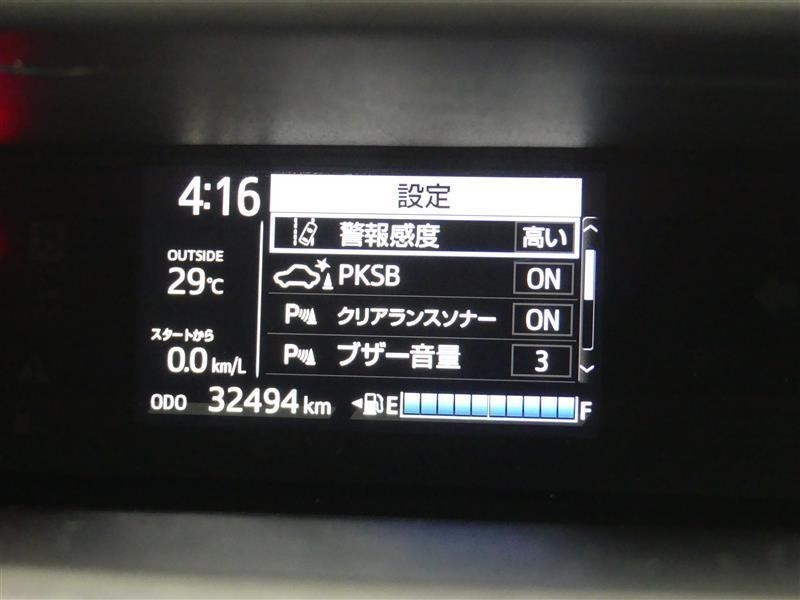 4:16
設定
警報感度 高い
OUTSIDE
29℃
PKSB ON
P クリアランスソナー ON
スタートから
0.0 km/L
P ブザー音量 3
ODO 32494 km
E F